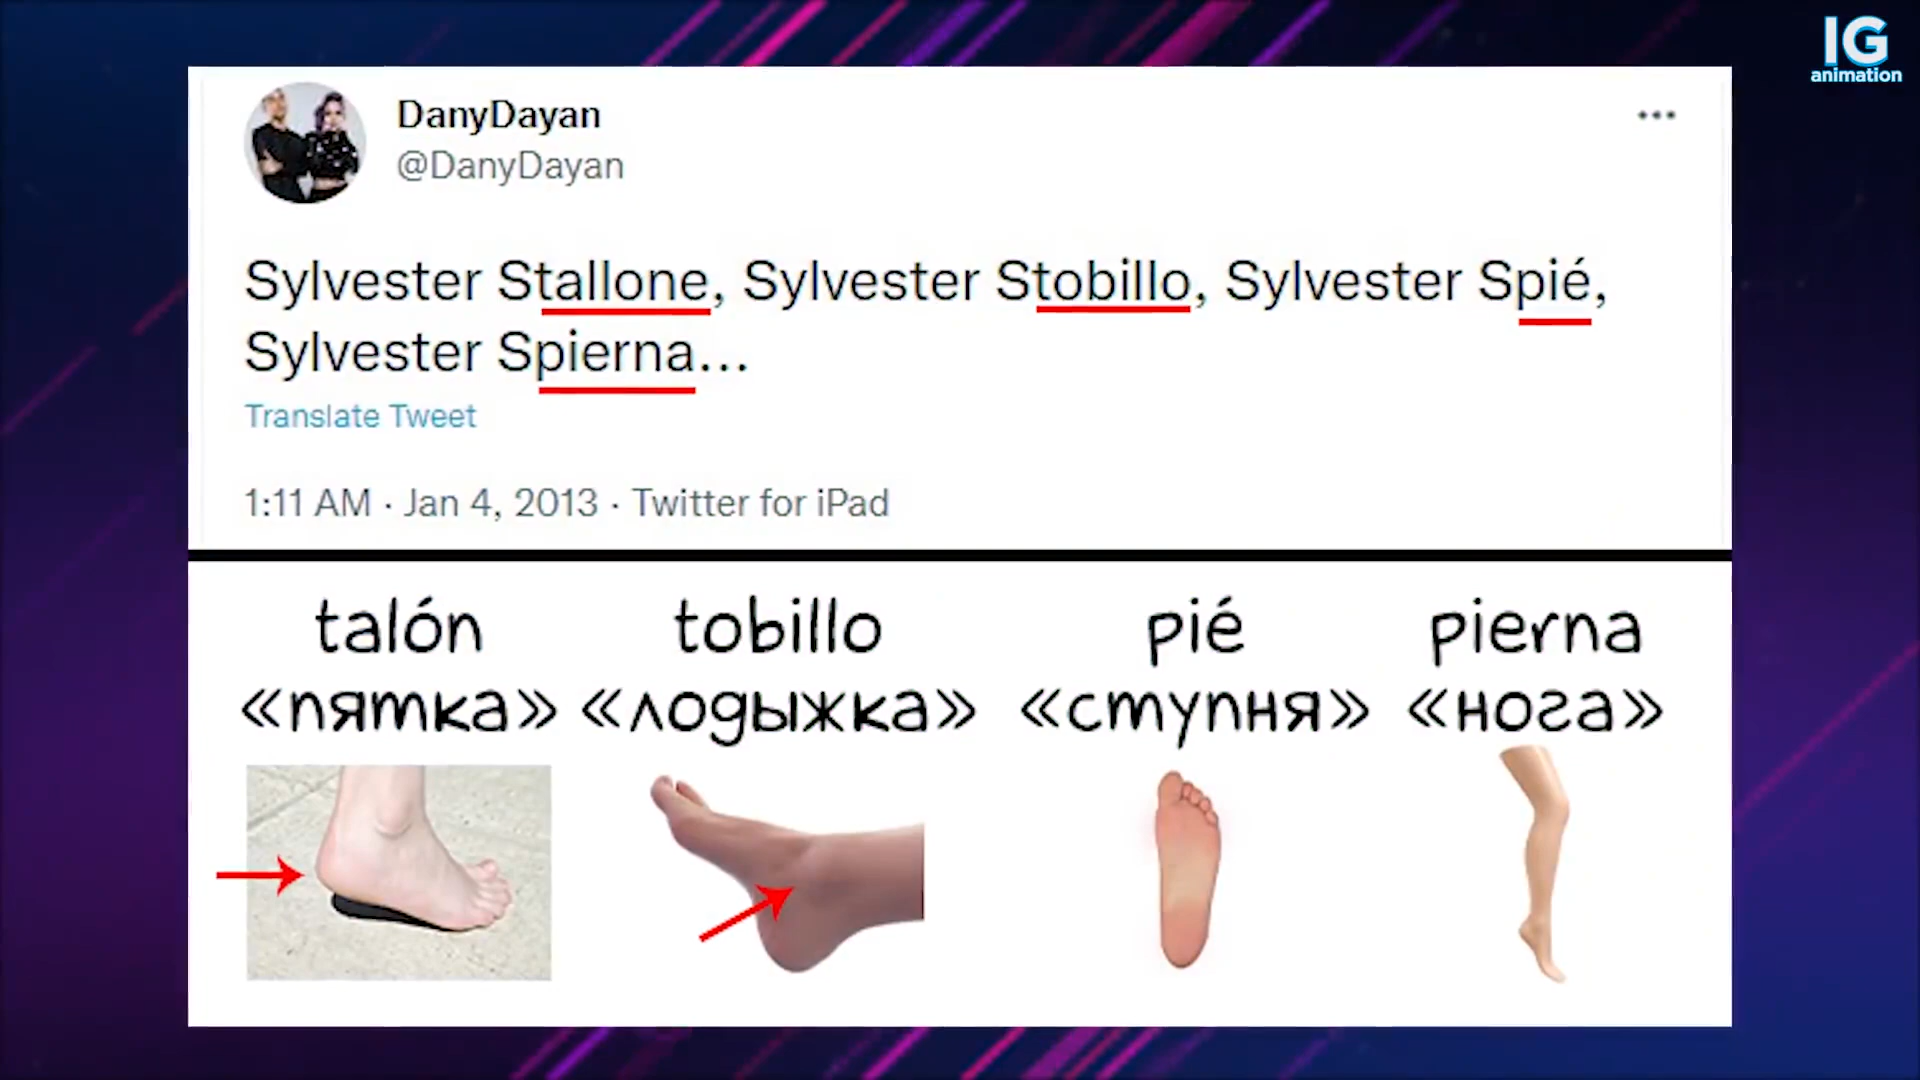 IG
animation
DanyDayan
@DanyDayan
Sylvester Stallone, Sylvester Stobillo, Sylvester Spié,
Sylvester Spierna...
Translate Tweet
1:11 AM · Jan 4, 2013 · Twitter for iPad
talón tobillo pié pierna
«пятка» «лодыжка» «ступня» «нога»